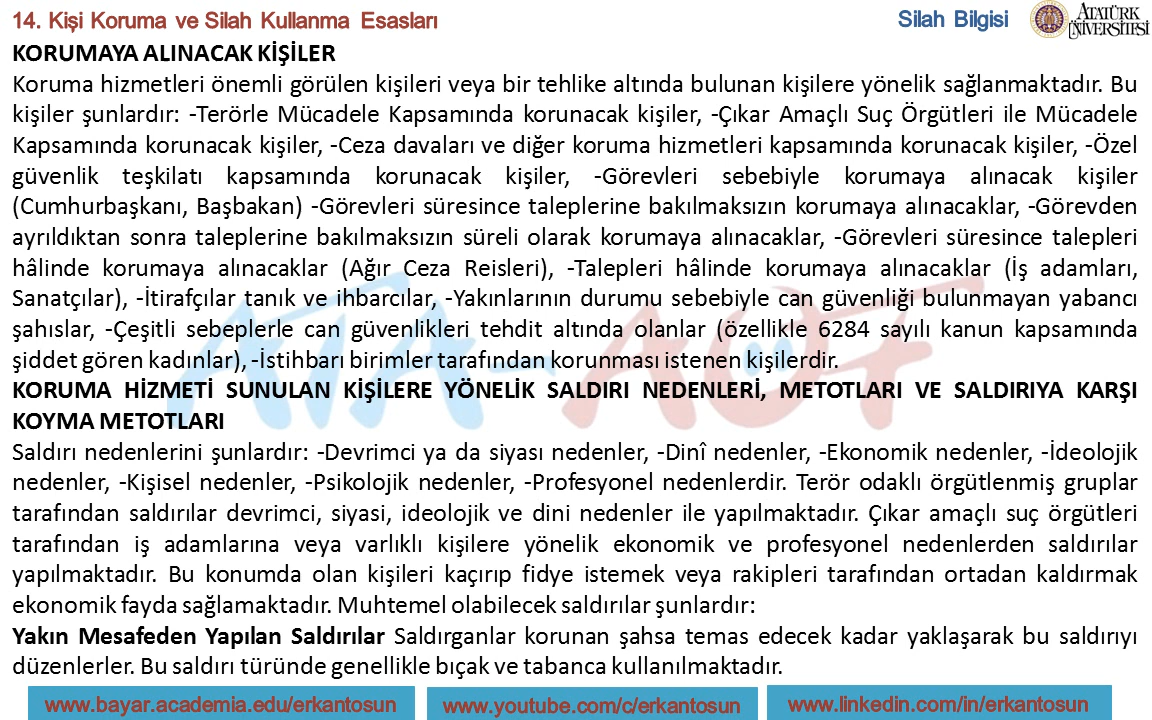 14. Kişi Koruma ve Silah Kullanma Esasları
Silah Bilgisi
ATATÜRK
ÜNİVERSİTESİ
KORUMAYA ALINACAK KİŞİLER
Koruma hizmetleri önemli görülen kişileri veya bir tehlike altında bulunan kişilere yönelik sağlanmaktadır. Bu
kişiler şunlardır: -Terörle Mücadele Kapsamında korunacak kişiler, -Çıkar Amaçlı Suç Örgütleri ile Mücadele
Kapsamında korunacak kişiler, -Ceza davaları ve diğer koruma hizmetleri kapsamında korunacak kişiler, -Özel
güvenlik teşkilatı kapsamında korunacak kişiler, -Görevleri sebebiyle korumaya alınacak kişiler
(Cumhurbaşkanı, Başbakan) -Görevleri süresince taleplerine bakılmaksızın korumaya alınacaklar, -Görevden
ayrıldıktan sonra taleplerine bakılmaksızın süreli olarak korumaya alınacaklar, -Görevleri süresince talepleri
hâlinde korumaya alınacaklar (Ağır Ceza Reisleri), -Talepleri hâlinde korumaya alınacaklar (İş adamları,
Sanatçılar), -İtirafçılar tanık ve ihbarcılar, -Yakınlarının durumu sebebiyle can güvenliği bulunmayan yabancı
şahıslar, -Çeşitli sebeplerle can güvenlikleri tehdit altında olanlar (özellikle 6284 sayılı kanun kapsamında
şiddet gören kadınlar), -İstihbarı birimler tarafından korunması istenen kişilerdir.
KORUMA HİZMETİ SUNULAN KİŞİLERE YÖNELİK SALDIRI NEDENLERİ, METOTLARI VE SALDIRIYA KARŞI
KOYMA METOTLARI
Saldırı nedenlerini şunlardır: -Devrimci ya da siyası nedenler, -Dinî nedenler, -Ekonomik nedenler, -İdeolojik
nedenler, -Kişisel nedenler, -Psikolojik nedenler, -Profesyonel nedenlerdir. Terör odaklı örgütlenmiş gruplar
tarafından saldırılar devrimci, siyasi, ideolojik ve dini nedenler ile yapılmaktadır. Çıkar amaçlı suç örgütleri
tarafından iş adamlarına veya varlıklı kişilere yönelik ekonomik ve profesyonel nedenlerden saldırılar
yapılmaktadır. Bu konumda olan kişileri kaçırıp fidye istemek veya rakipleri tarafından ortadan kaldırmak
ekonomik fayda sağlamaktadır. Muhtemel olabilecek saldırılar şunlardır:
Yakın Mesafeden Yapılan Saldırılar Saldırganlar korunan şahsa temas edecek kadar yaklaşarak bu saldırıyı
düzenlerler. Bu saldırı türünde genellikle bıçak ve tabanca kullanılmaktadır.
ATA-AÖF
www.bayar.academia.edu/erkantosun
www.youtube.com/c/erkantosun
www.linkedin.com/in/erkantosun